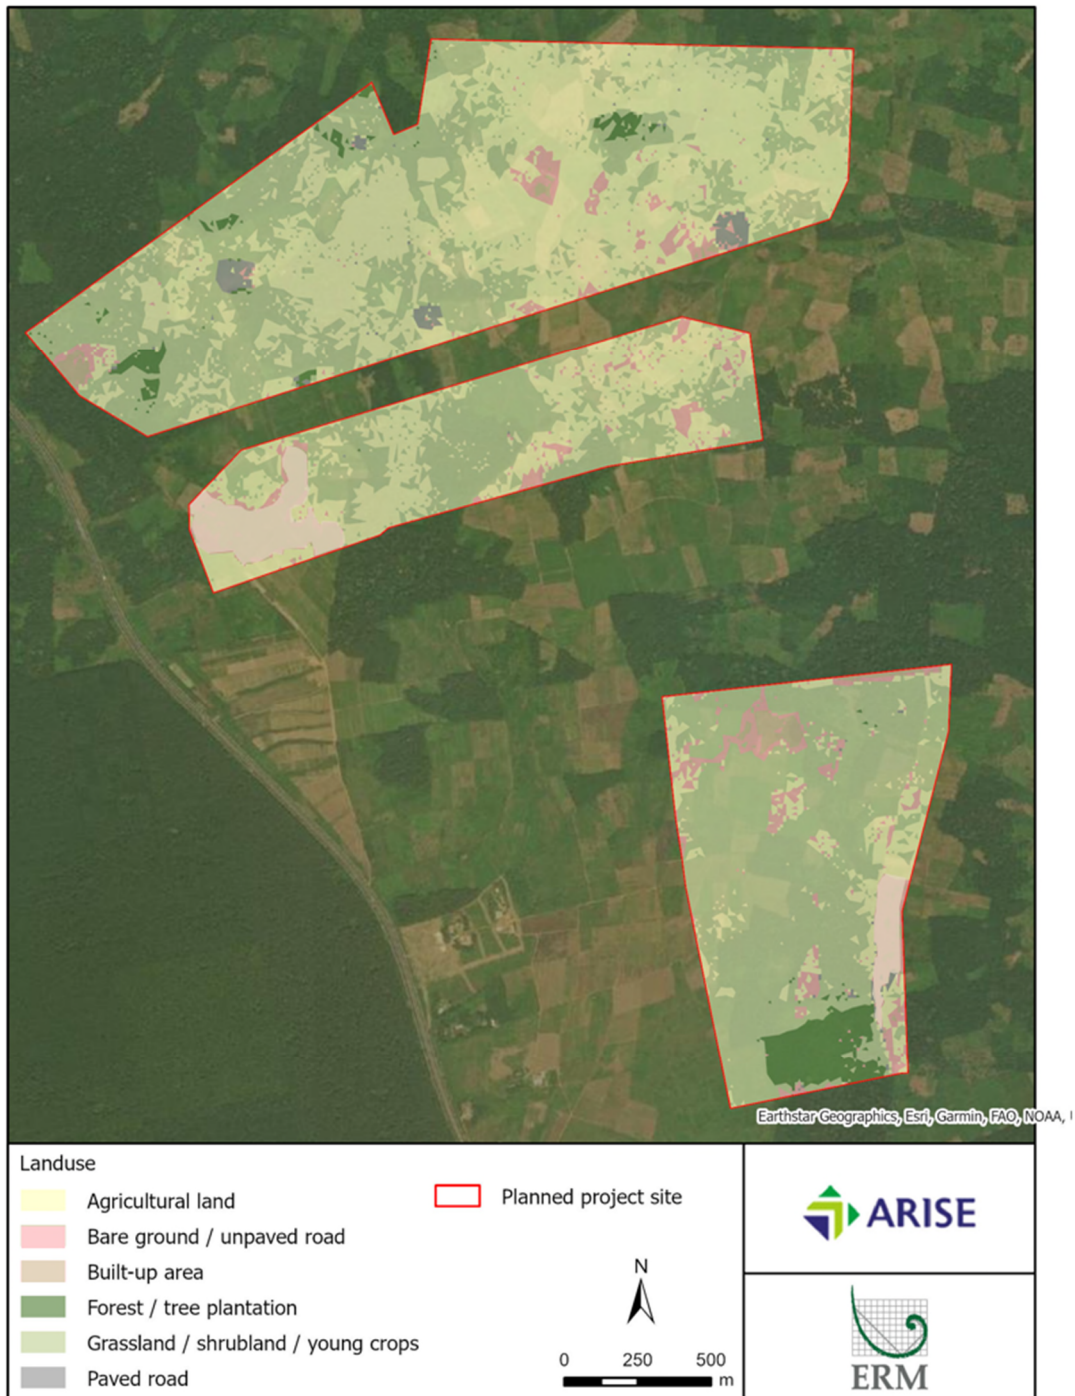 Earthstar Geographics, Esri, Garmin, FAO, NOAA,
Landuse
Agricultural land
Bare ground / unpaved road
Built-up area
Forest / tree plantation
Grassland / shrubland / young crops
Paved road
Planned project site
N
0 250 500
m
ARISE
ERM